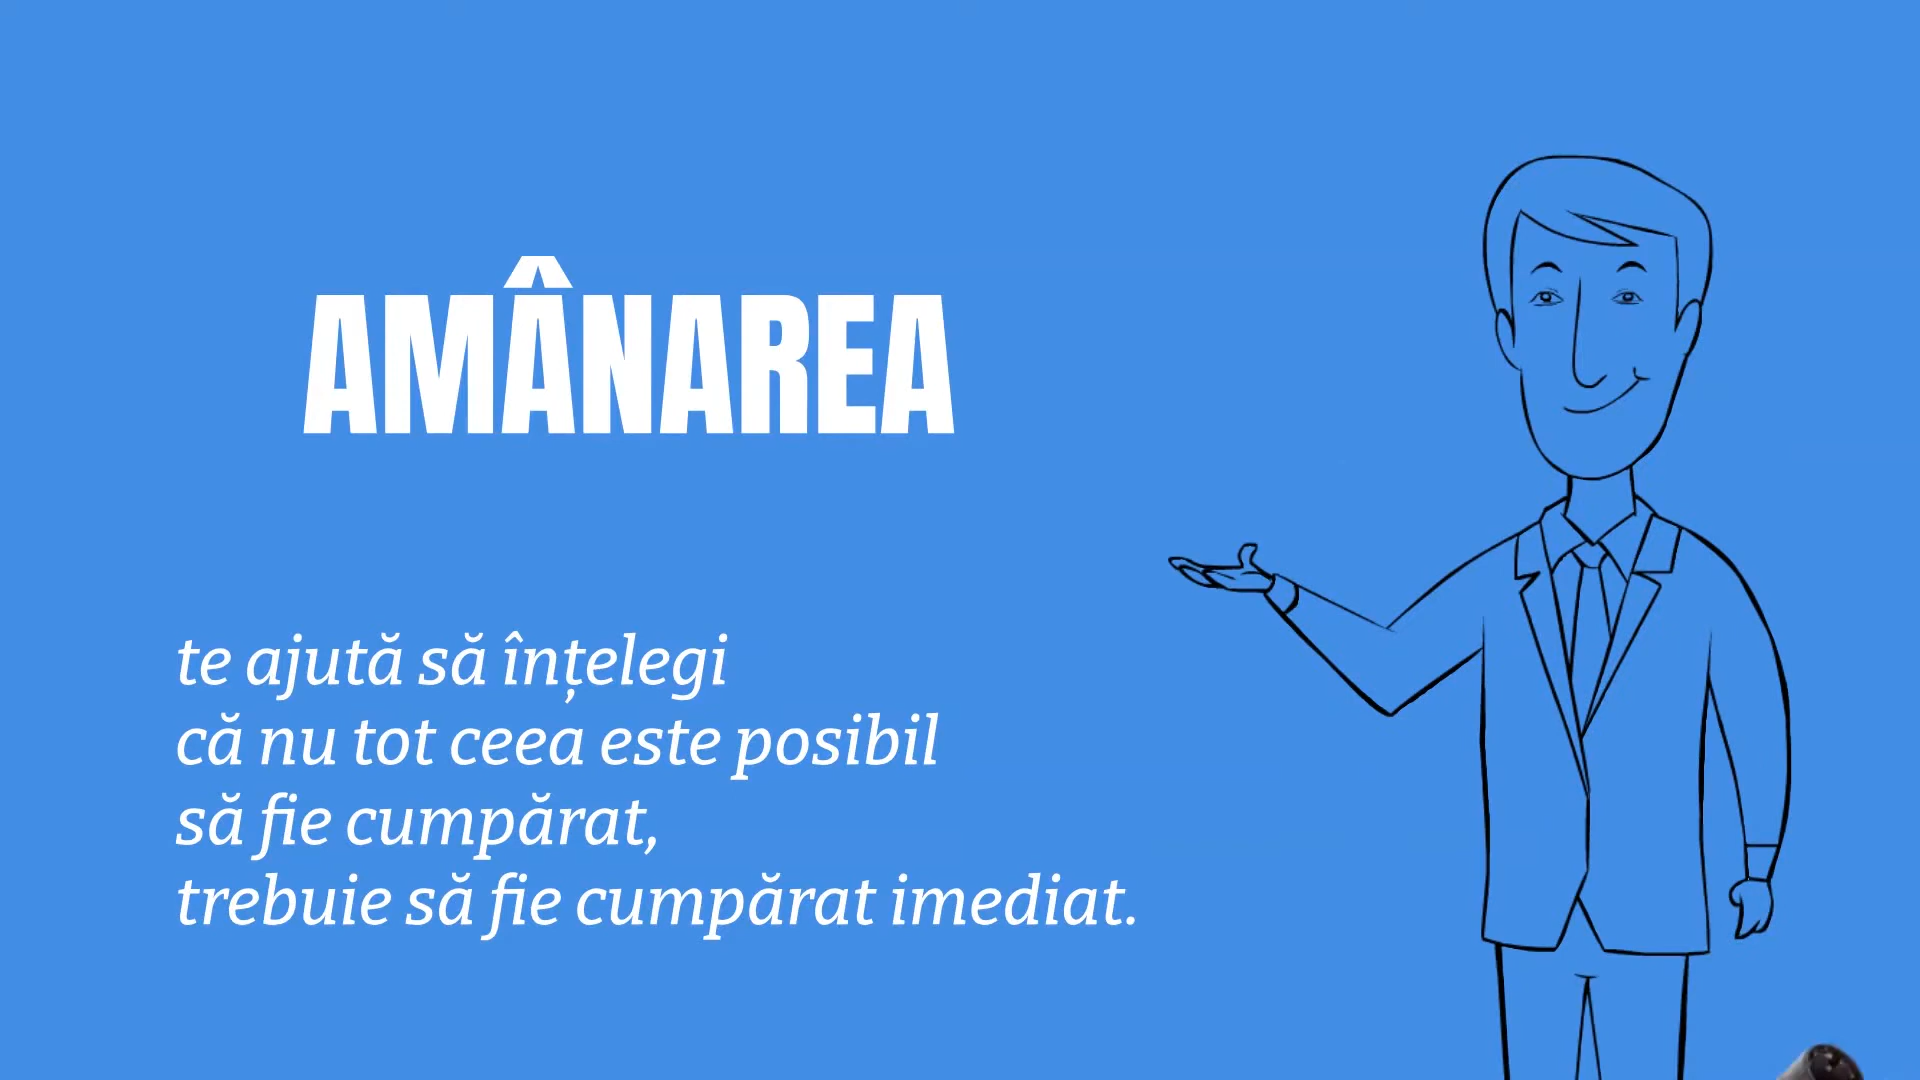 AMÂNAREA
te ajută să înțelegi
că nu tot ceea este posibil
să fie cumpărat,
trebuie să fie cumpărat imediat.